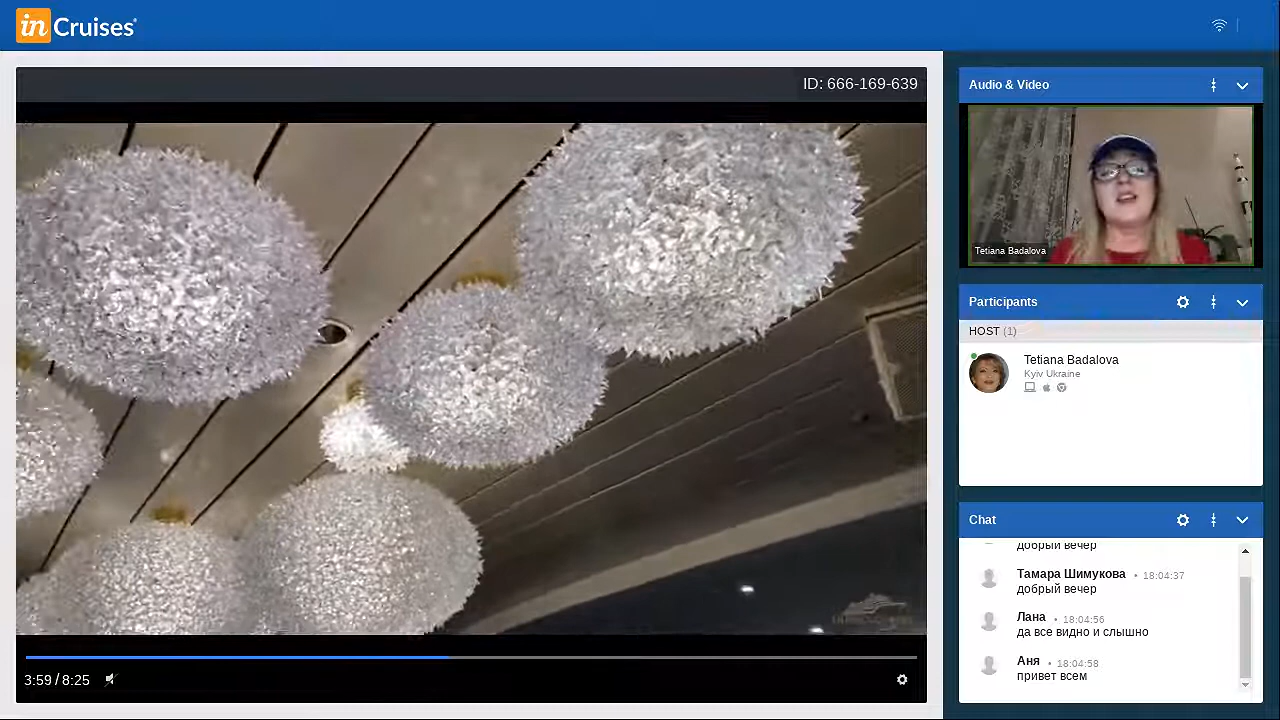 in Cruises
ID: 666-169-639
3:59 / 8:25
Audio & Video
Tetiana Badalova
Participants
HOST (1)
Tetiana Badalova
Kyiv Ukraine
Chat
добрый вечер
Тамара Шимукова • 18:04:37
добрый вечер
Лана • 18:04:56
да все видно и слышно
Аня • 18:04:58
привет всем